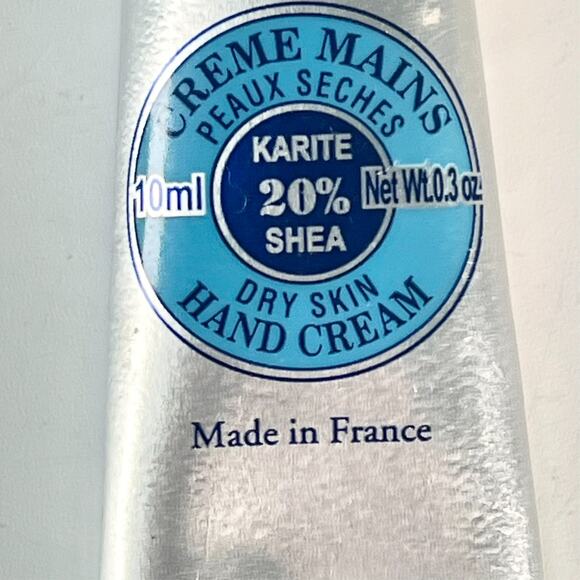 CREME MAINS
PEAUX SECHES
KARITE
10ml 20% Net Wt.0.3 oz
SHEA
DRY SKIN
HAND CREAM
Made in France